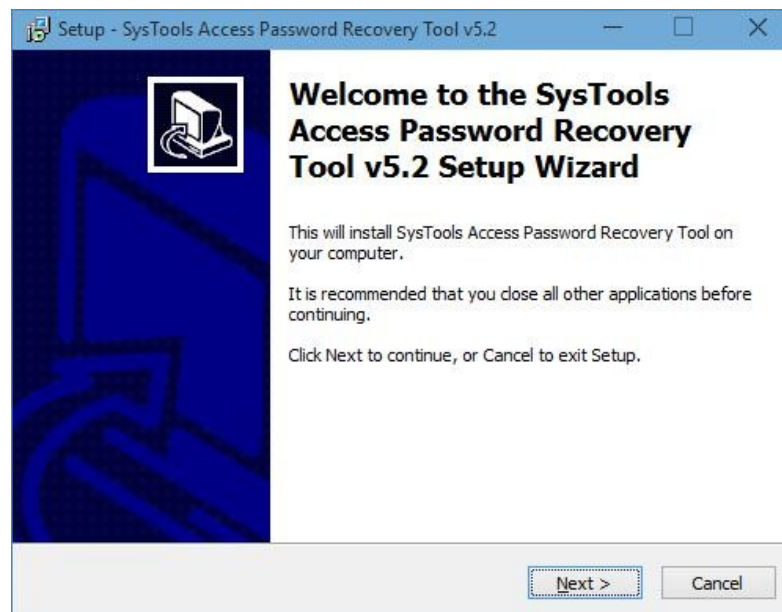 Setup - SysTools Access Password Recovery Tool v5.2
Welcome to the SysTools
Access Password Recovery
Tool v5.2 Setup Wizard
This will install SysTools Access Password Recovery Tool on
your computer.
It is recommended that you close all other applications before
continuing.
Click Next to continue, or Cancel to exit Setup.
Next >
Cancel